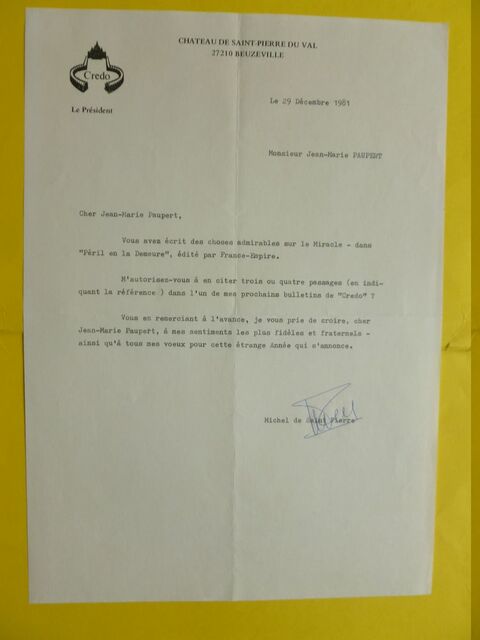 CHATEAU DE SAINT-PIERRE DU VAL
27210 BEUZEVILLE
Credo
Le Président
Le 29 Décembre 1981
Monsieur Jean-Marie PAUPERT
Cher Jean-Marie Paupert,
Vous avez écrit des choses admirables sur le Miracle - dans
"Péril en la Demeure", édité par France-Empire.
M'autorisez-vous à en citer trois ou quatre passages (en indi-
quant la référence ) dans l'un de mes prochains bulletins de "Credo" ?
Vous en remerciant à l'avance, je vous prie de croire, cher
Jean-Marie Paupert, à mes sentiments les plus fidèles et fraternels -
ainsi qu'à tous mes voeux pour cette étrange Année qui s'annonce.
Michel de Saint Pierre